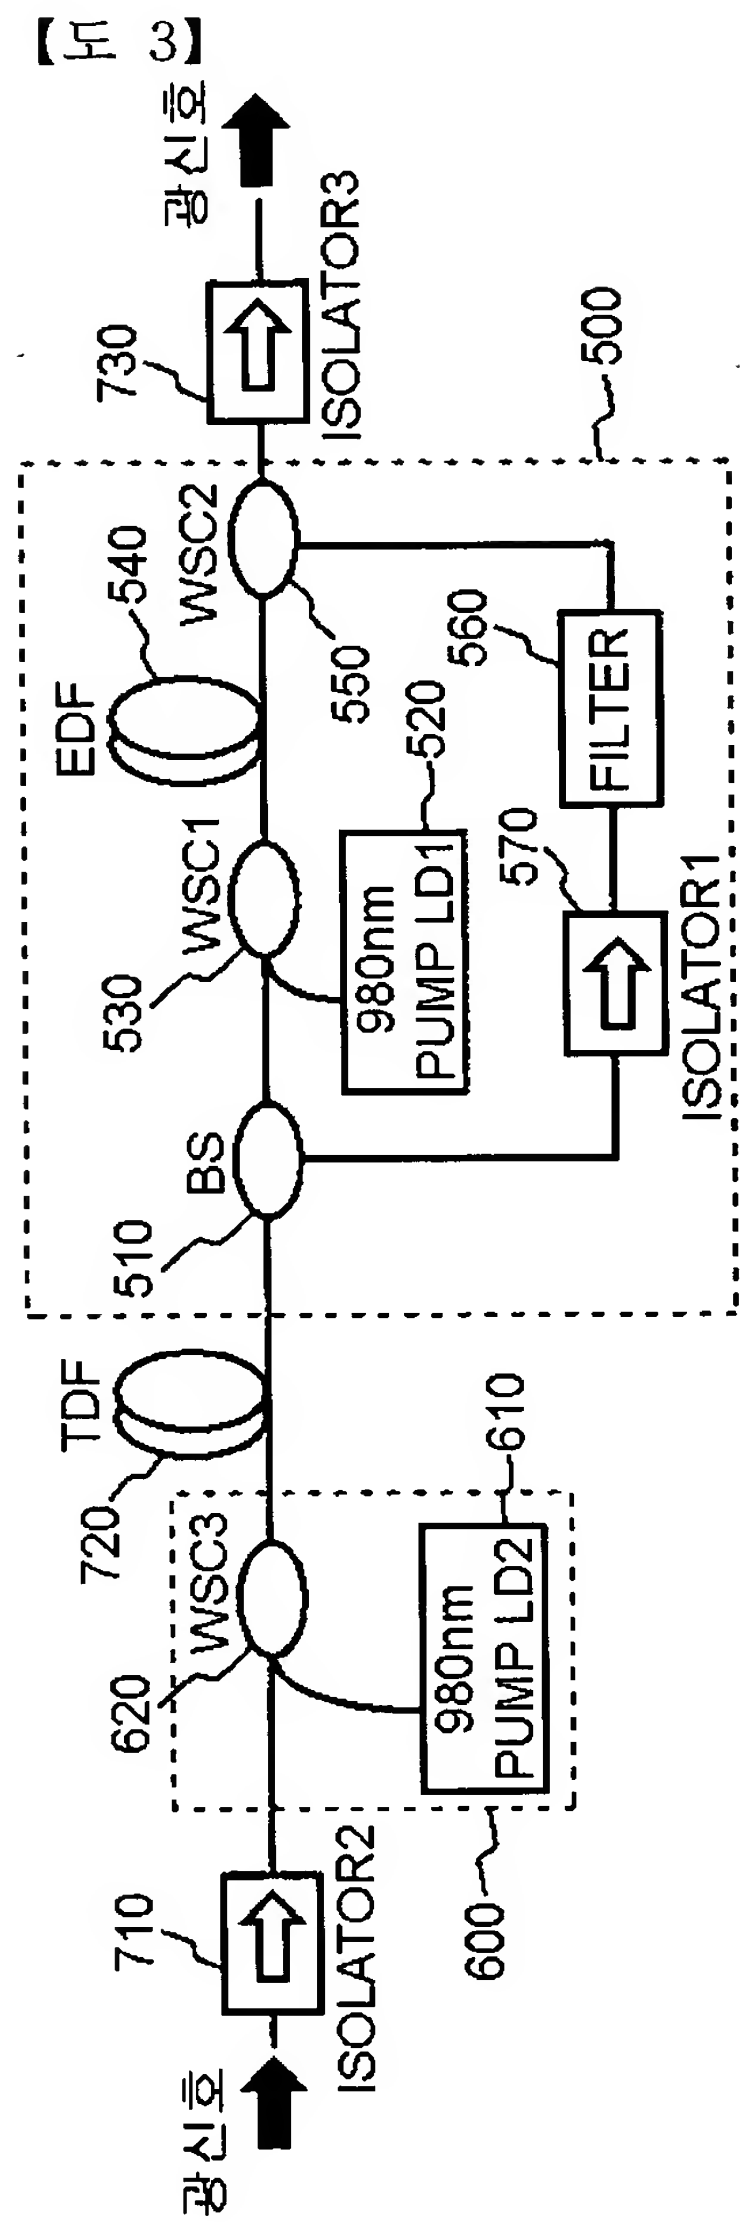 【도 3】
광신호
710
ISOLATOR2
600
620
WSC3
980nm
PUMP LD2
610
720
TDF
510
BS
530
WSC1
980nm
PUMP LD1
520
EDF
540
WSC2
550
ISOLATOR1
570
FILTER
560
500
730
ISOLATOR3
광신호